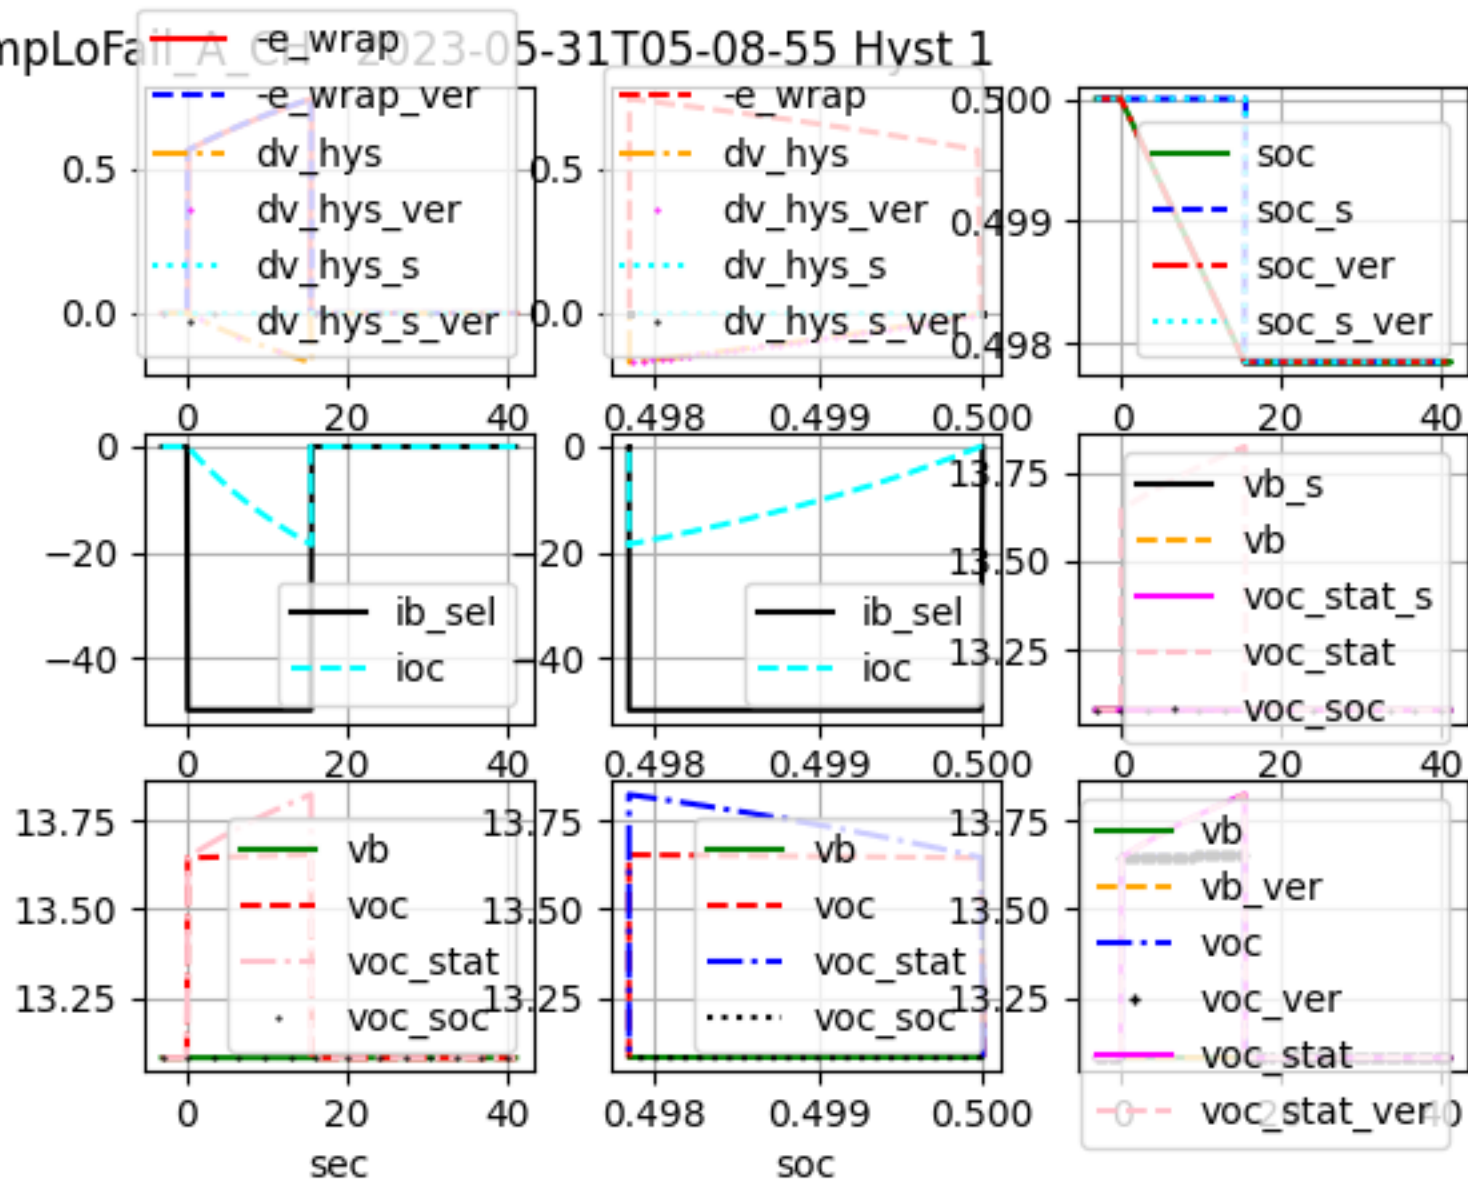 mpLoFail_A_CH 2023-05-31T05-08-55 Hyst 1
-e_wrap
-e_wrap_ver
dv_hys
dv_hys_ver
dv_hys_s
dv_hys_s_ver
0.5
0.0
0 20 40
-e_wrap
dv_hys
dv_hys_ver
dv_hys_s
dv_hys_s_ver
0.5
0.0
0.498 0.499 0.500
soc
soc_s
soc_ver
soc_s_ver
0.500
0.499
0.498
0 20 40
0
−20
−40
ib_sel
ioc
0 20 40
0
−20
−40
ib_sel
ioc
0.498 0.499 0.500
13.75
13.50
13.25
vb_s
vb
voc_stat_s
voc_stat
voc_soc
0 20 40
13.75
13.50
13.25
vb
voc
voc_stat
voc_soc
0 20 40
sec
13.75
13.50
13.25
vb
voc
voc_stat
voc_soc
0.498 0.499 0.500
soc
13.75
13.50
13.25
vb
vb_ver
voc
voc_ver
voc_stat
voc_stat_ver
0 20 40